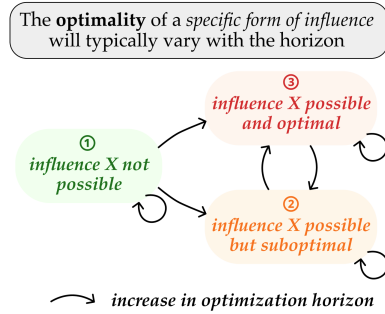 The optimality of a specific form of influence
will typically vary with the horizon
③
influence X possible
and optimal
①
influence X not
possible
②
influence X possible
but suboptimal
increase in optimization horizon